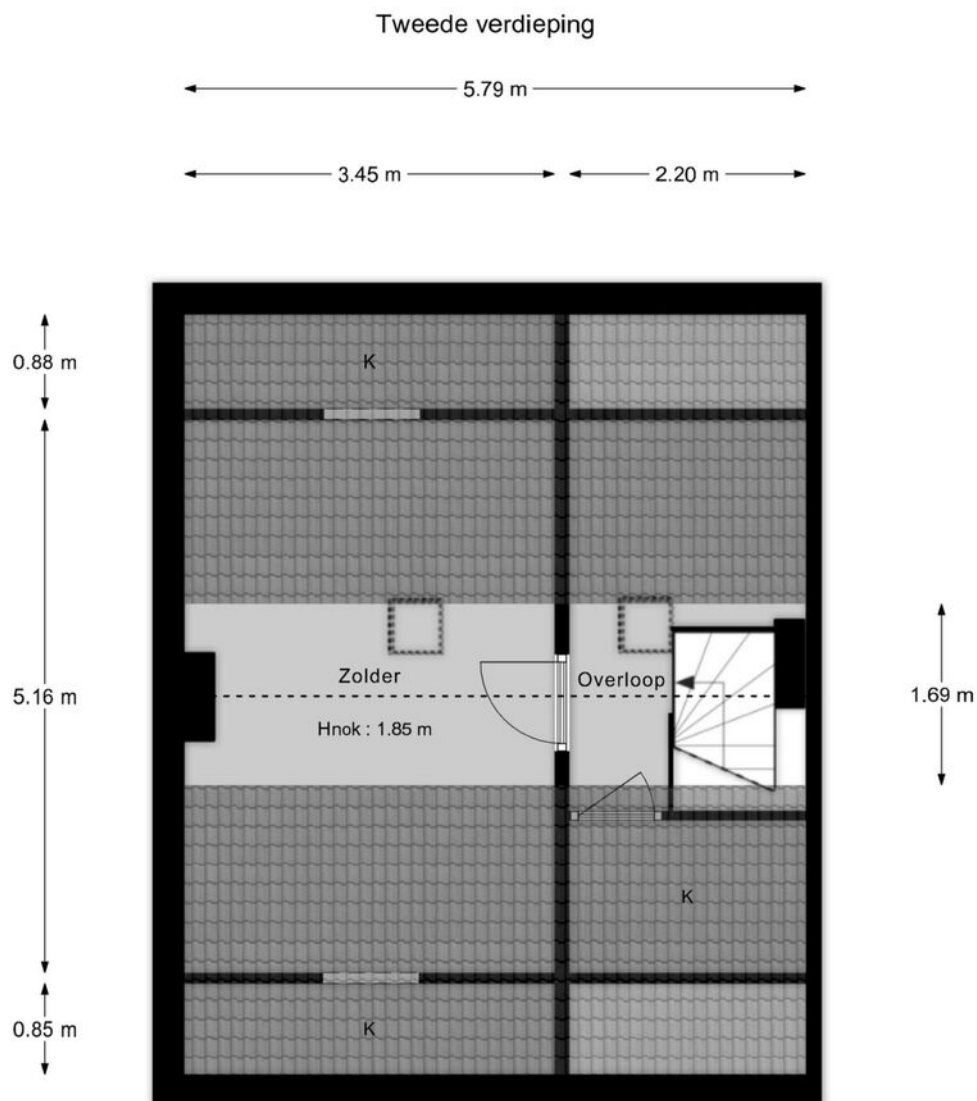 Tweede verdieping
5.79 m
3.45 m
2.20 m
0.88 m
K
Zolder
Overloop
5.16 m
1.69 m
Hnok : 1.85 m
K
0.85 m
K